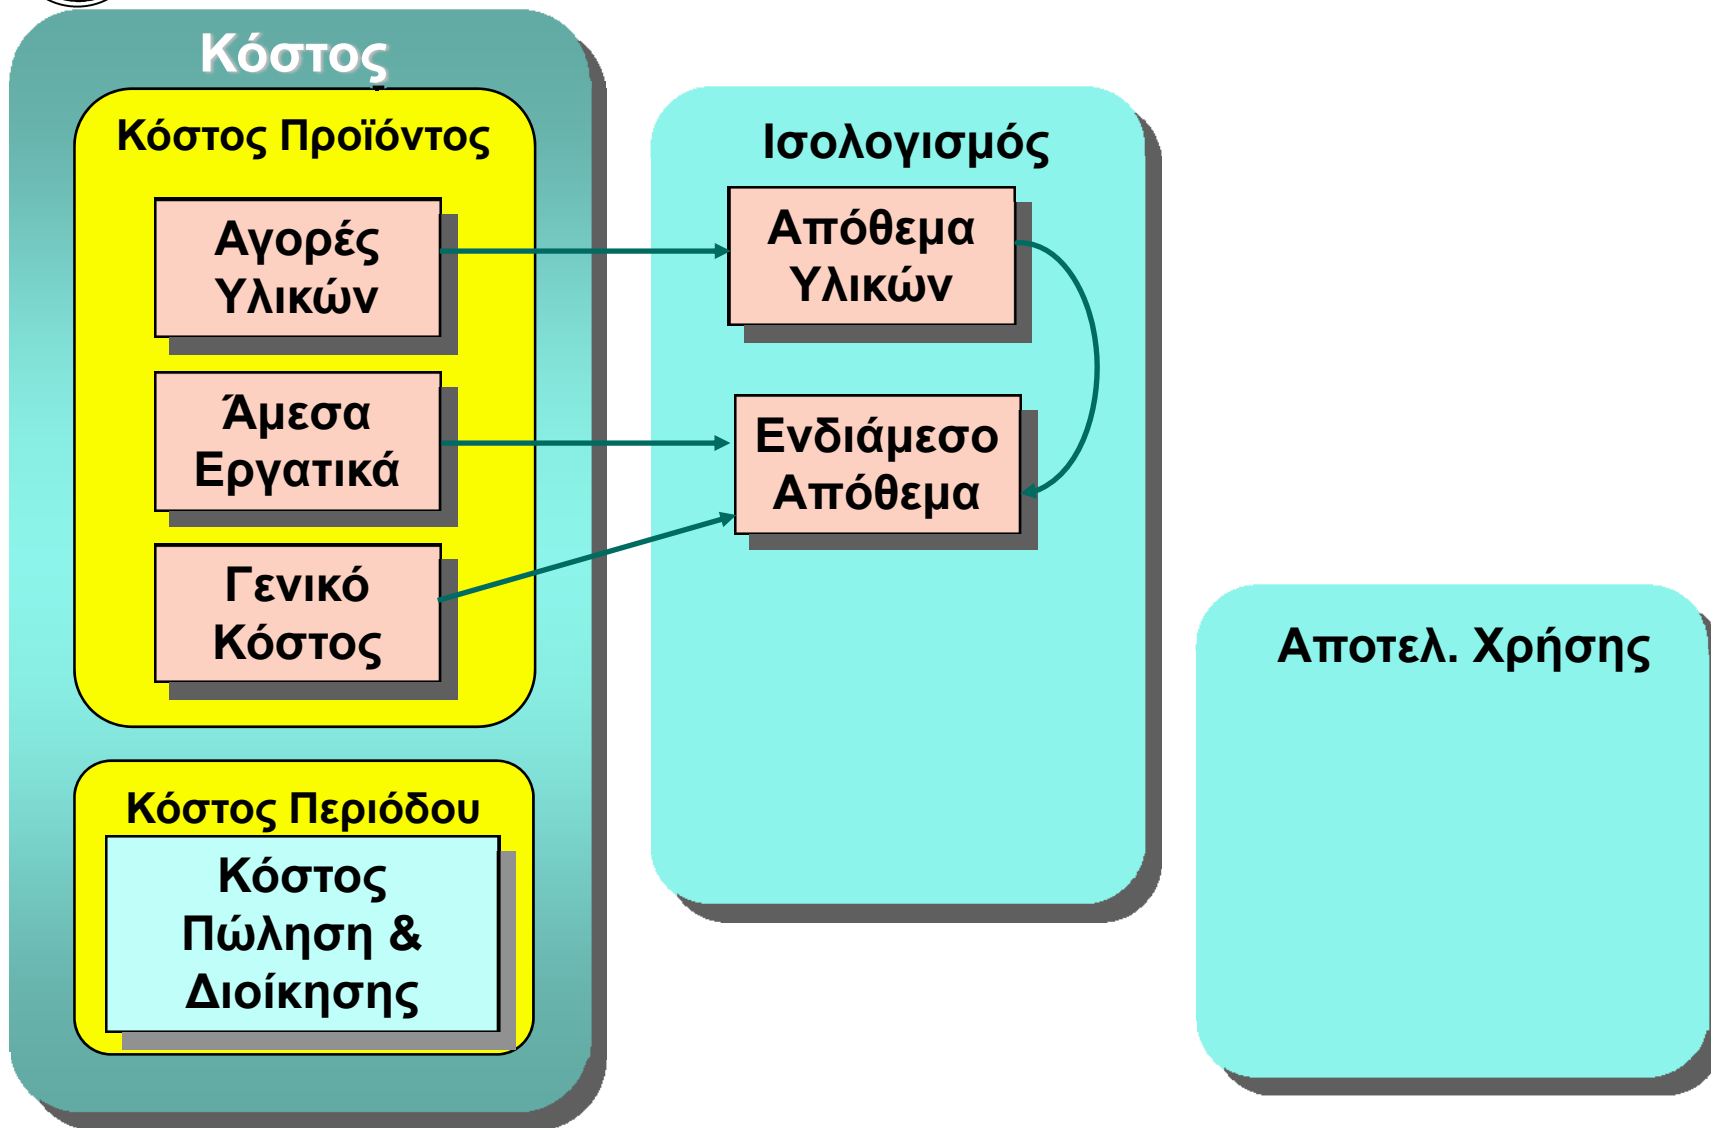 Κόστος
Κόστος Προϊόντος
Αγορές
Υλικών
Άμεσα
Εργατικά
Γενικό
Κόστος
Κόστος Περιόδου
Κόστος
Πώληση &
Διοίκησης
Ισολογισμός
Απόθεμα
Υλικών
Ενδιάμεσο
Απόθεμα
Αποτελ. Χρήσης